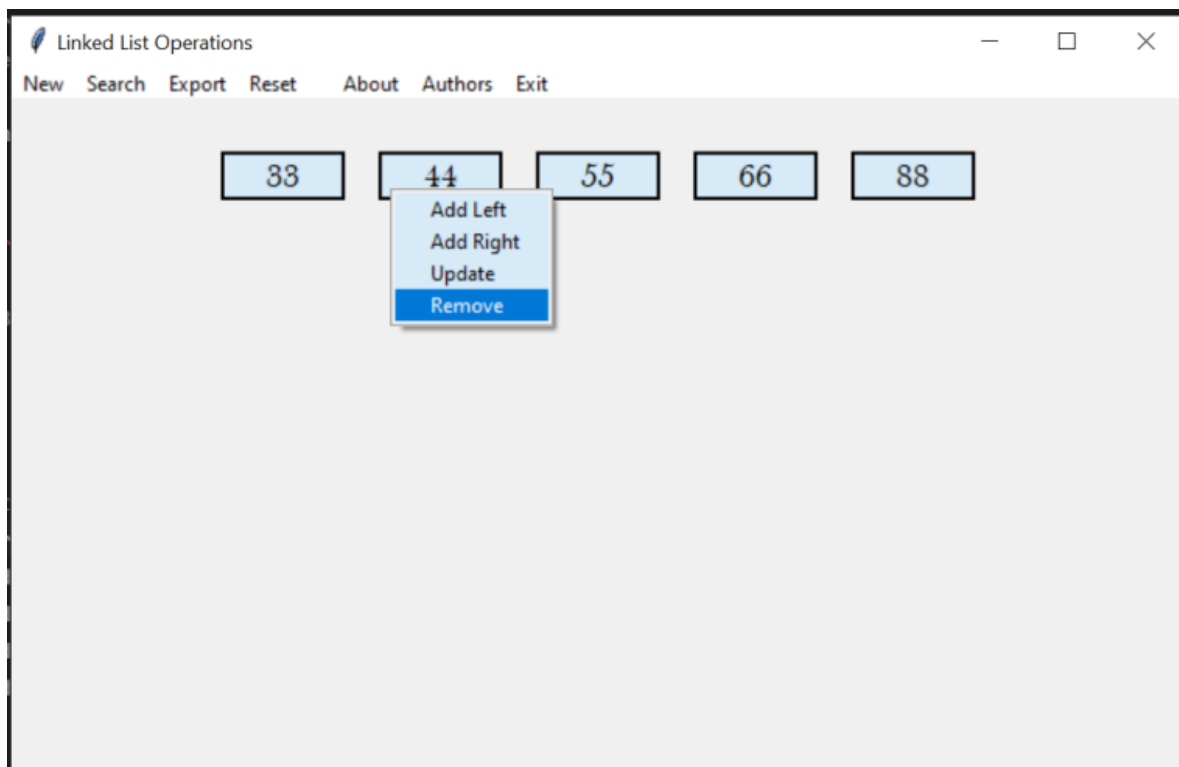 Linked List Operations
New Search Export Reset About Authors Exit
33 44 55 66 88
Add Left
Add Right
Update
Remove